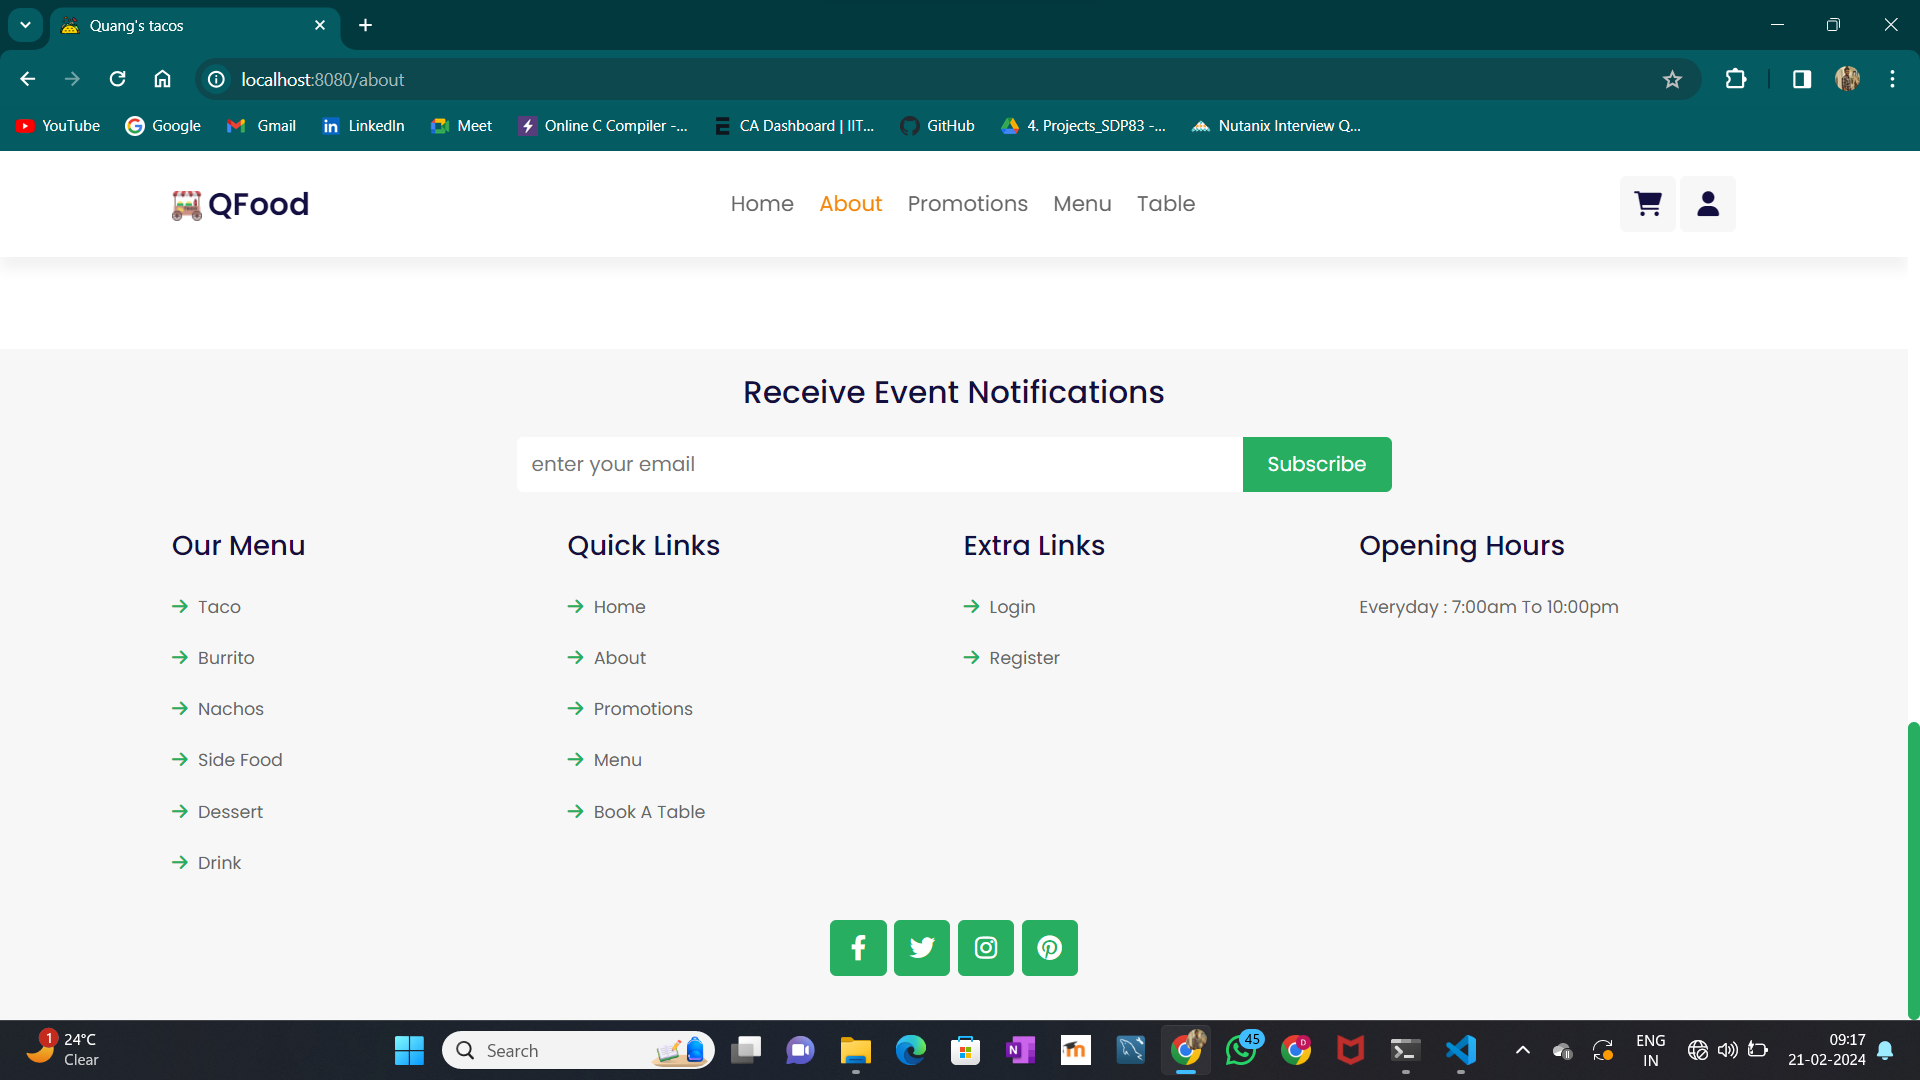 Quang's tacos
localhost:8080/about
YouTube Google Gmail LinkedIn Meet Online C Compiler -... CA Dashboard | IIT... GitHub 4. Projects_SDP83 -... Nutanix Interview Q...
QFood Home About Promotions Menu Table
Receive Event Notifications
enter your email Subscribe
Our Menu Quick Links Extra Links Opening Hours
Taco Home Login Everyday : 7:00am To 10:00pm
Burrito About Register
Nachos Promotions
Side Food Menu
Dessert Book A Table
Drink
1 24°C
Clear
Search
45
D
ENG
IN
09:17
21-02-2024